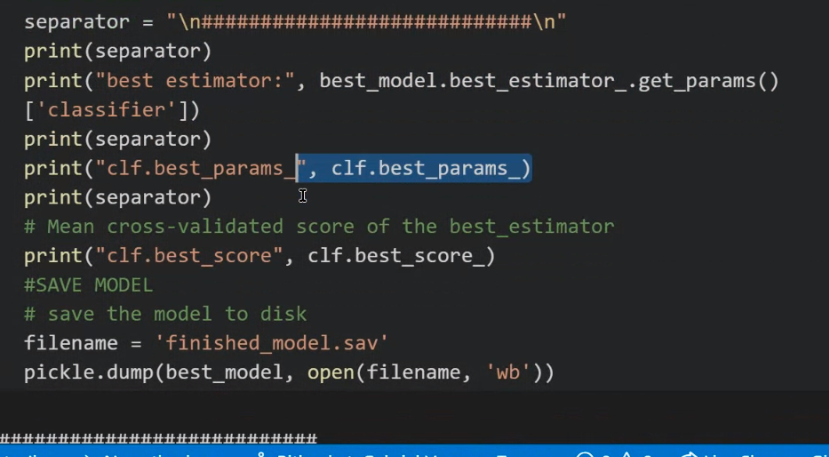 separator = "\n############################\n"
print(separator)
print("best estimator:", best_model.best_estimator_.get_params()
['classifier'])
print(separator)
print("clf.best_params_", clf.best_params_)
print(separator)
# Mean cross-validated score of the best_estimator
print("clf.best_score", clf.best_score_)
#SAVE MODEL
# save the model to disk
filename = 'finished_model.sav'
pickle.dump(best_model, open(filename, 'wb'))
###########################